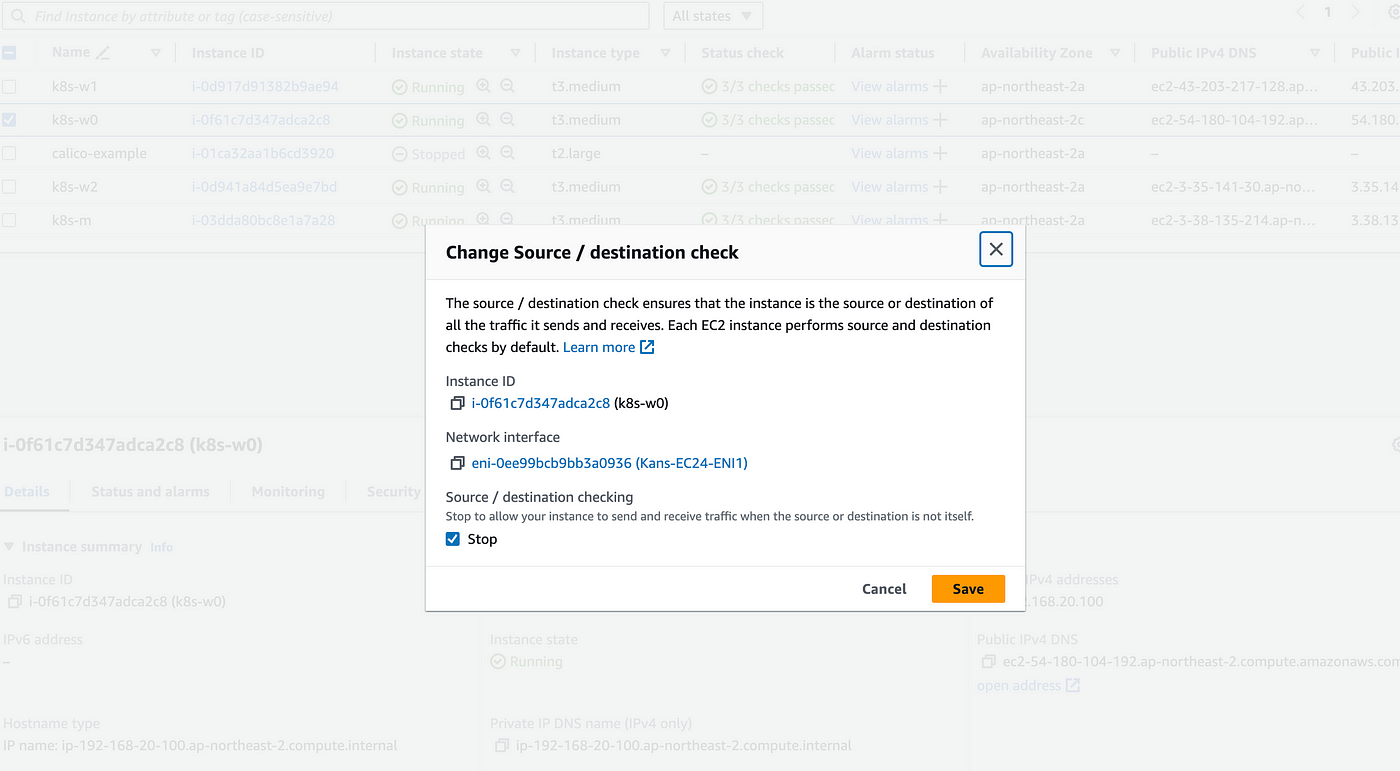 Find Instance by attribute or tag (case-sensitive) All states 1
Name Instance ID Instance state Instance type Status check Alarm status Availability Zone Public IPv4 DNS Public I
k8s-w1 i-0d917d91382b9ae94 Running t3.medium 3/3 checks passec View alarms ap-northeast-2a ec2-43-203-217-128.ap... 43.203.
k8s-w0 i-0f61c7d347adca2c8 Running t3.medium 3/3 checks passec View alarms ap-northeast-2c ec2-54-180-104-192.ap... 54.180.
calico-example i-01ca32aa1b6cd3920 Stopped t2.large – View alarms ap-northeast-2a – –
k8s-w2 i-0d941a84d5ea9e7bd Running t3.medium 3/3 checks passec View alarms ap-northeast-2a ec2-3-35-141-30.ap-no... 3.35.14
k8s-m i-03dda80bc8e1a7a28 Running t3.medium 3/3 checks passec View alarms ap-northeast-2a ec2-3-38-135-214.ap-n... 3.38.13
Change Source / destination check
The source / destination check ensures that the instance is the source or destination of
all the traffic it sends and receives. Each EC2 instance performs source and destination
checks by default. Learn more
Instance ID
i-0f61c7d347adca2c8 (k8s-w0)
Network interface
eni-0ee99bcb9bb3a0936 (Kans-EC24-ENI1)
Source / destination checking
Stop to allow your instance to send and receive traffic when the source or destination is not itself.
Stop
Cancel Save
i-0f61c7d347adca2c8 (k8s-w0)
Details Status and alarms Monitoring Security
Instance summary Info
Instance ID
i-0f61c7d347adca2c8 (k8s-w0)
IPv4 addresses
.168.20.100
IPv6 address
–
Instance state
Running
Public IPv4 DNS
ec2-54-180-104-192.ap-northeast-2.compute.amazonaws.com
open address
Hostname type
IP name: ip-192-168-20-100.ap-northeast-2.compute.internal
Private IP DNS name (IPv4 only)
ip-192-168-20-100.ap-northeast-2.compute.internal